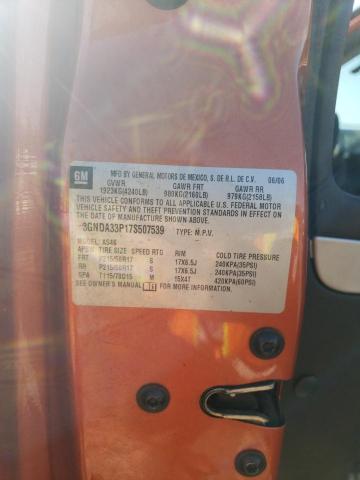 GM
MFD BY GENERAL MOTORS DE MEXICO, S. DE R.L. DE C.V. 06/06
GVWR GAWR FRT GAWR RR
1923KG(4240LB) 980KG(2160LB) 979KG(2158LB)
THIS VEHICLE CONFORMS TO ALL APPLICABLE U.S. FEDERAL MOTOR
VEHICLE SAFETY, AND THEFT PREVENTION STANDARDS IN EFFECT ON
THE DATE OF MANUFACTURE SHOWN ABOVE.
3GNDA33P17S507539 TYPE: M.P.V.
MODEL: AS46
TIRE SIZE SPEED RTG RIM COLD TIRE PRESSURE
FRT P215/50R17 S 17X6.5J 240KPA(35PSI)
RR P215/50R17 S 17X6.5J 240KPA(35PSI)
SPA T115/70D15 M 15X4T 420KPA(60PSI)
SEE OWNER'S MANUAL FOR MORE INFORMATION.